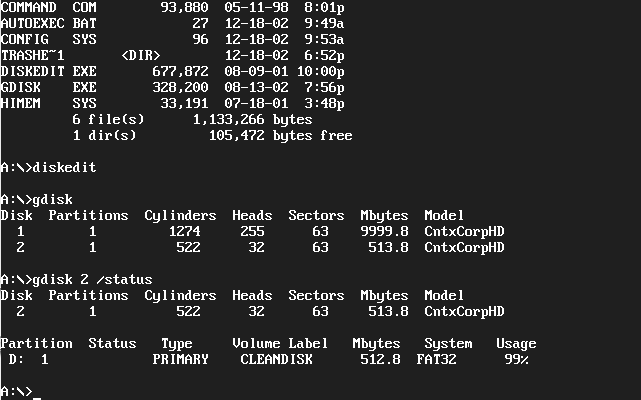 COMMAND  COM        93,880  05-11-98  8:01p
AUTOEXEC BAT            27  12-18-02  9:49a
CONFIG   SYS            96  12-18-02  9:53a
TRASHE~1       <DIR>        12-18-02  6:52p
DISKEDIT EXE       677,872  08-09-01 10:00p
GDISK    EXE       328,200  08-13-02  7:56p
HIMEM    SYS        33,191  07-18-01  3:48p
         6 file(s)      1,133,266 bytes
         1 dir(s)         105,472 bytes free
A:\>diskedit
A:\>gdisk
Disk  Partitions  Cylinders  Heads  Sectors  Mbytes  Model
  1        1         1274     255      63    9999.8  CntxCorpHD
  2        1          522      32      63     513.8  CntxCorpHD
A:\>gdisk 2 /status
Disk  Partitions  Cylinders  Heads  Sectors  Mbytes  Model
  2        1          522      32      63     513.8  CntxCorpHD
Partition  Status   Type     Volume Label   Mbytes   System   Usage
 D:  1             PRIMARY    CLEANDISK      512.8  FAT32      99%
A:\>_